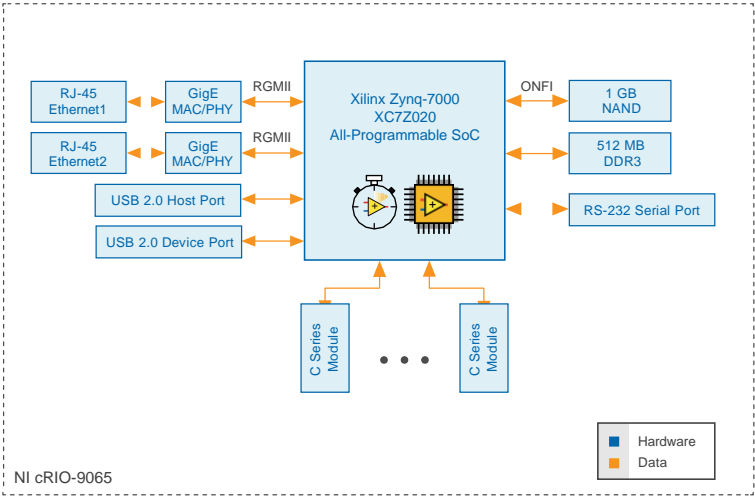 RJ-45
Ethernet1
GigE
MAC/PHY
RGMII
Xilinx Zynq-7000
XC7Z020
All-Programmable SoC
ONFI
1 GB
NAND
RJ-45
Ethernet2
GigE
MAC/PHY
RGMII
512 MB
DDR3
USB 2.0 Host Port
RS-232 Serial Port
USB 2.0 Device Port
C Series
Module
C Series
Module
Hardware
Data
NI cRIO-9065